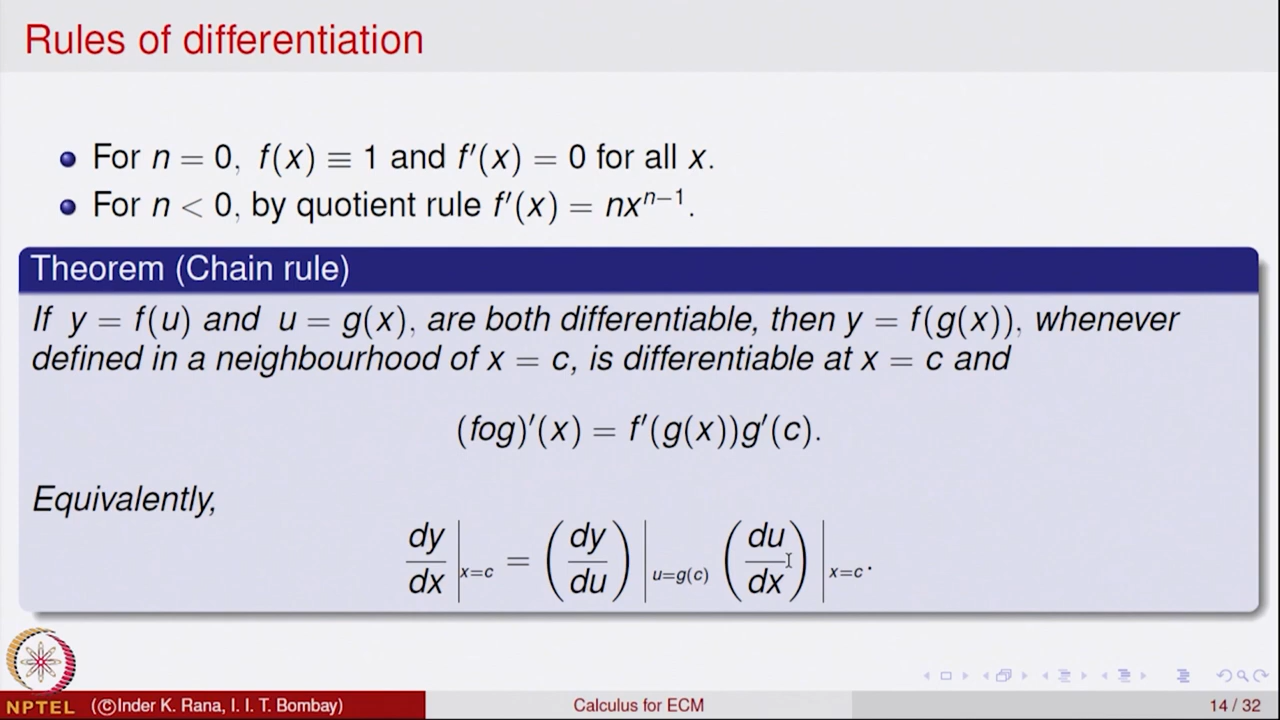 Rules of differentiation
For n = 0, f(x) ≡ 1 and f′(x) = 0 for all x.
For n < 0, by quotient rule f′(x) = nxⁿ⁻¹.
Theorem (Chain rule)
If y = f(u) and u = g(x), are both differentiable, then y = f(g(x)), whenever
defined in a neighbourhood of x = c, is differentiable at x = c and
(fog)′(x) = f′(g(x))g′(c).
Equivalently,
dy/dx |x=c = (dy/du) |u=g(c) (du/dx) |x=c.
NPTEL (©Inder K. Rana, I. I. T. Bombay) Calculus for ECM 14 / 32